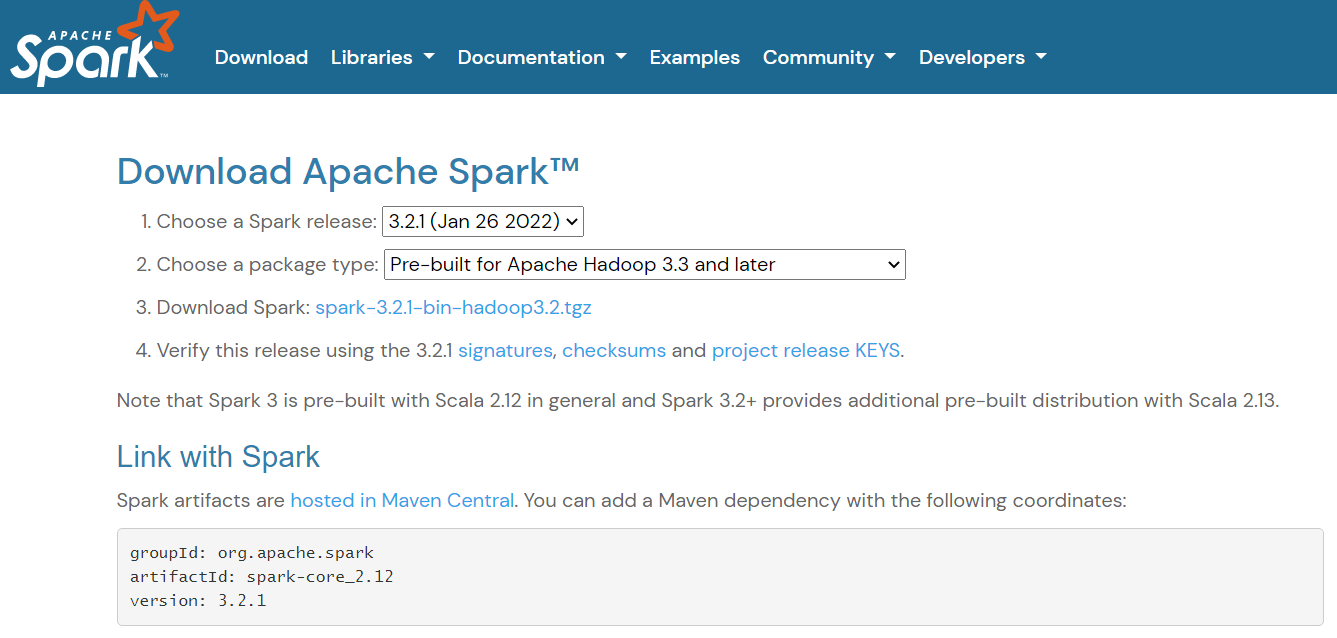 APACHE
Spark™
Download Libraries Documentation Examples Community Developers
Download Apache Spark™
1. Choose a Spark release: 3.2.1 (Jan 26 2022)
2. Choose a package type: Pre-built for Apache Hadoop 3.3 and later
3. Download Spark: spark-3.2.1-bin-hadoop3.2.tgz
4. Verify this release using the 3.2.1 signatures, checksums and project release KEYS.
Note that Spark 3 is pre-built with Scala 2.12 in general and Spark 3.2+ provides additional pre-built distribution with Scala 2.13.
Link with Spark
Spark artifacts are hosted in Maven Central. You can add a Maven dependency with the following coordinates:
groupId: org.apache.spark
artifactId: spark-core_2.12
version: 3.2.1